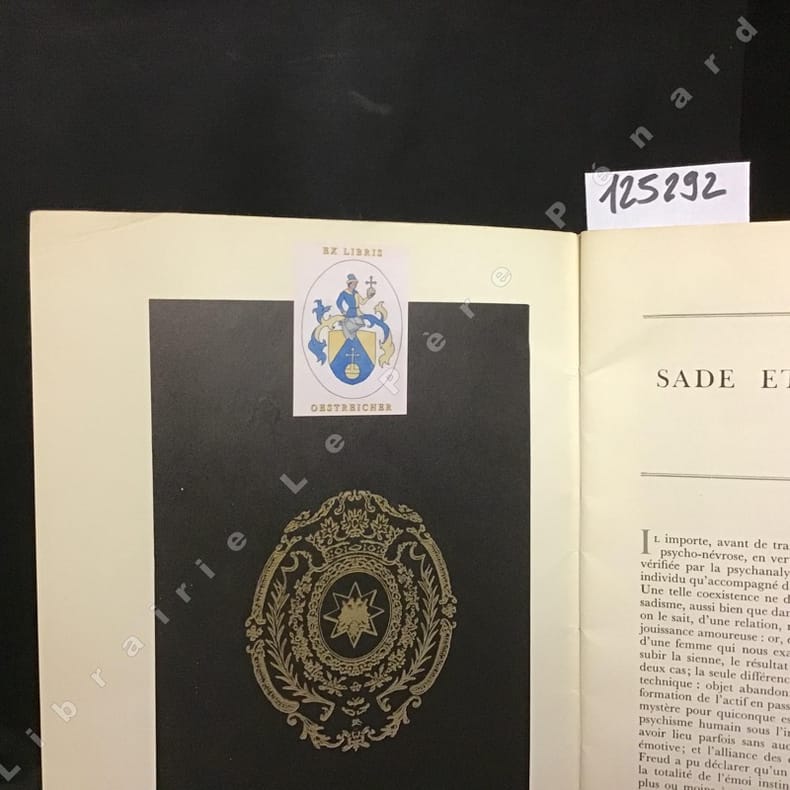 125292
EX LIBRIS
OESTREICHER
SADE ET
IL importe, avant de tra
psycho-névrose, en ver
vérifiée par la psychanaly
individu qu'accompagné d
Une telle coexistence ne d
sadisme, aussi bien que dan
on le sait, d'une relation,
jouissance amoureuse : or,
d'une femme qui nous exa
subir la sienne, le résultat
deux cas; la seule différenc
technique : objet abandon
formation de l'actif en pass
mystère pour quiconque es
psychisme humain sous l'in
avoir lieu parfois sans auc
émotive; et l'alliance des
Freud a pu déclarer qu'un
la totalité de l'émoi instin
plus ou moins
Librairie Le Père Pénard